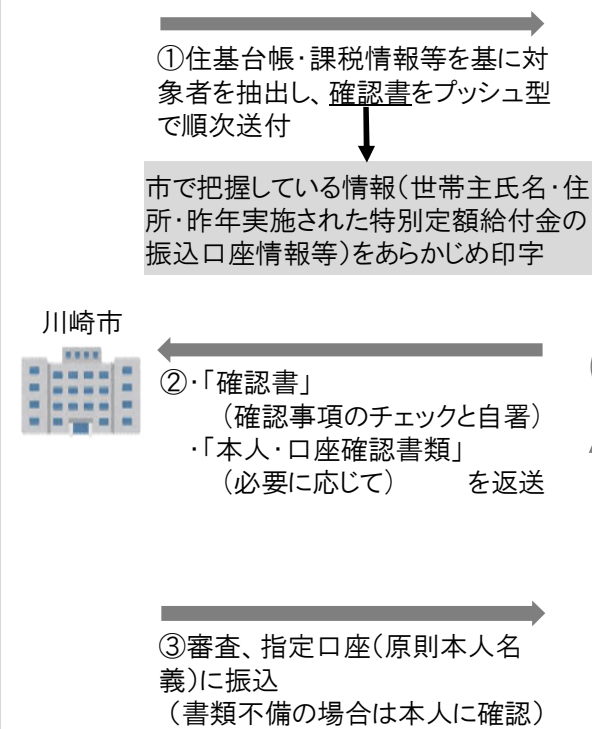 ①住基台帳・課税情報等を基に対
象者を抽出し、確認書をプッシュ型
で順次送付
市で把握している情報（世帯主氏名・住
所・昨年実施された特別定額給付金の
振込口座情報等）をあらかじめ印字
川崎市
②・「確認書」
（確認事項のチェックと自署）
・「本人・口座確認書類」
（必要に応じて）　　を返送
③審査、指定口座（原則本人名
義）に振込
（書類不備の場合は本人に確認）